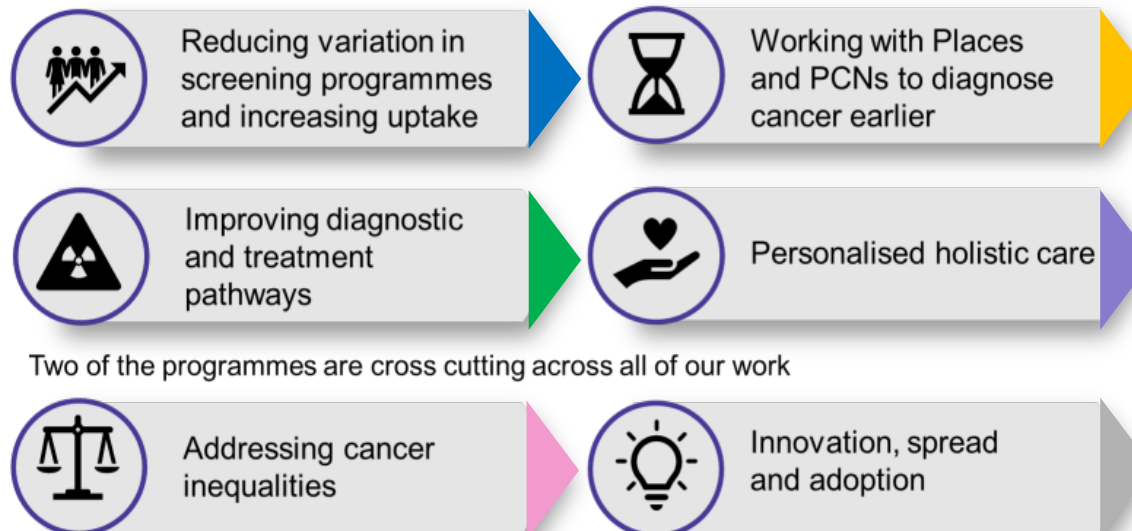 Reducing variation in
screening programmes
and increasing uptake
Working with Places
and PCNs to diagnose
cancer earlier
Improving diagnostic
and treatment
pathways
Personalised holistic care
Two of the programmes are cross cutting across all of our work
Addressing cancer
inequalities
Innovation, spread
and adoption